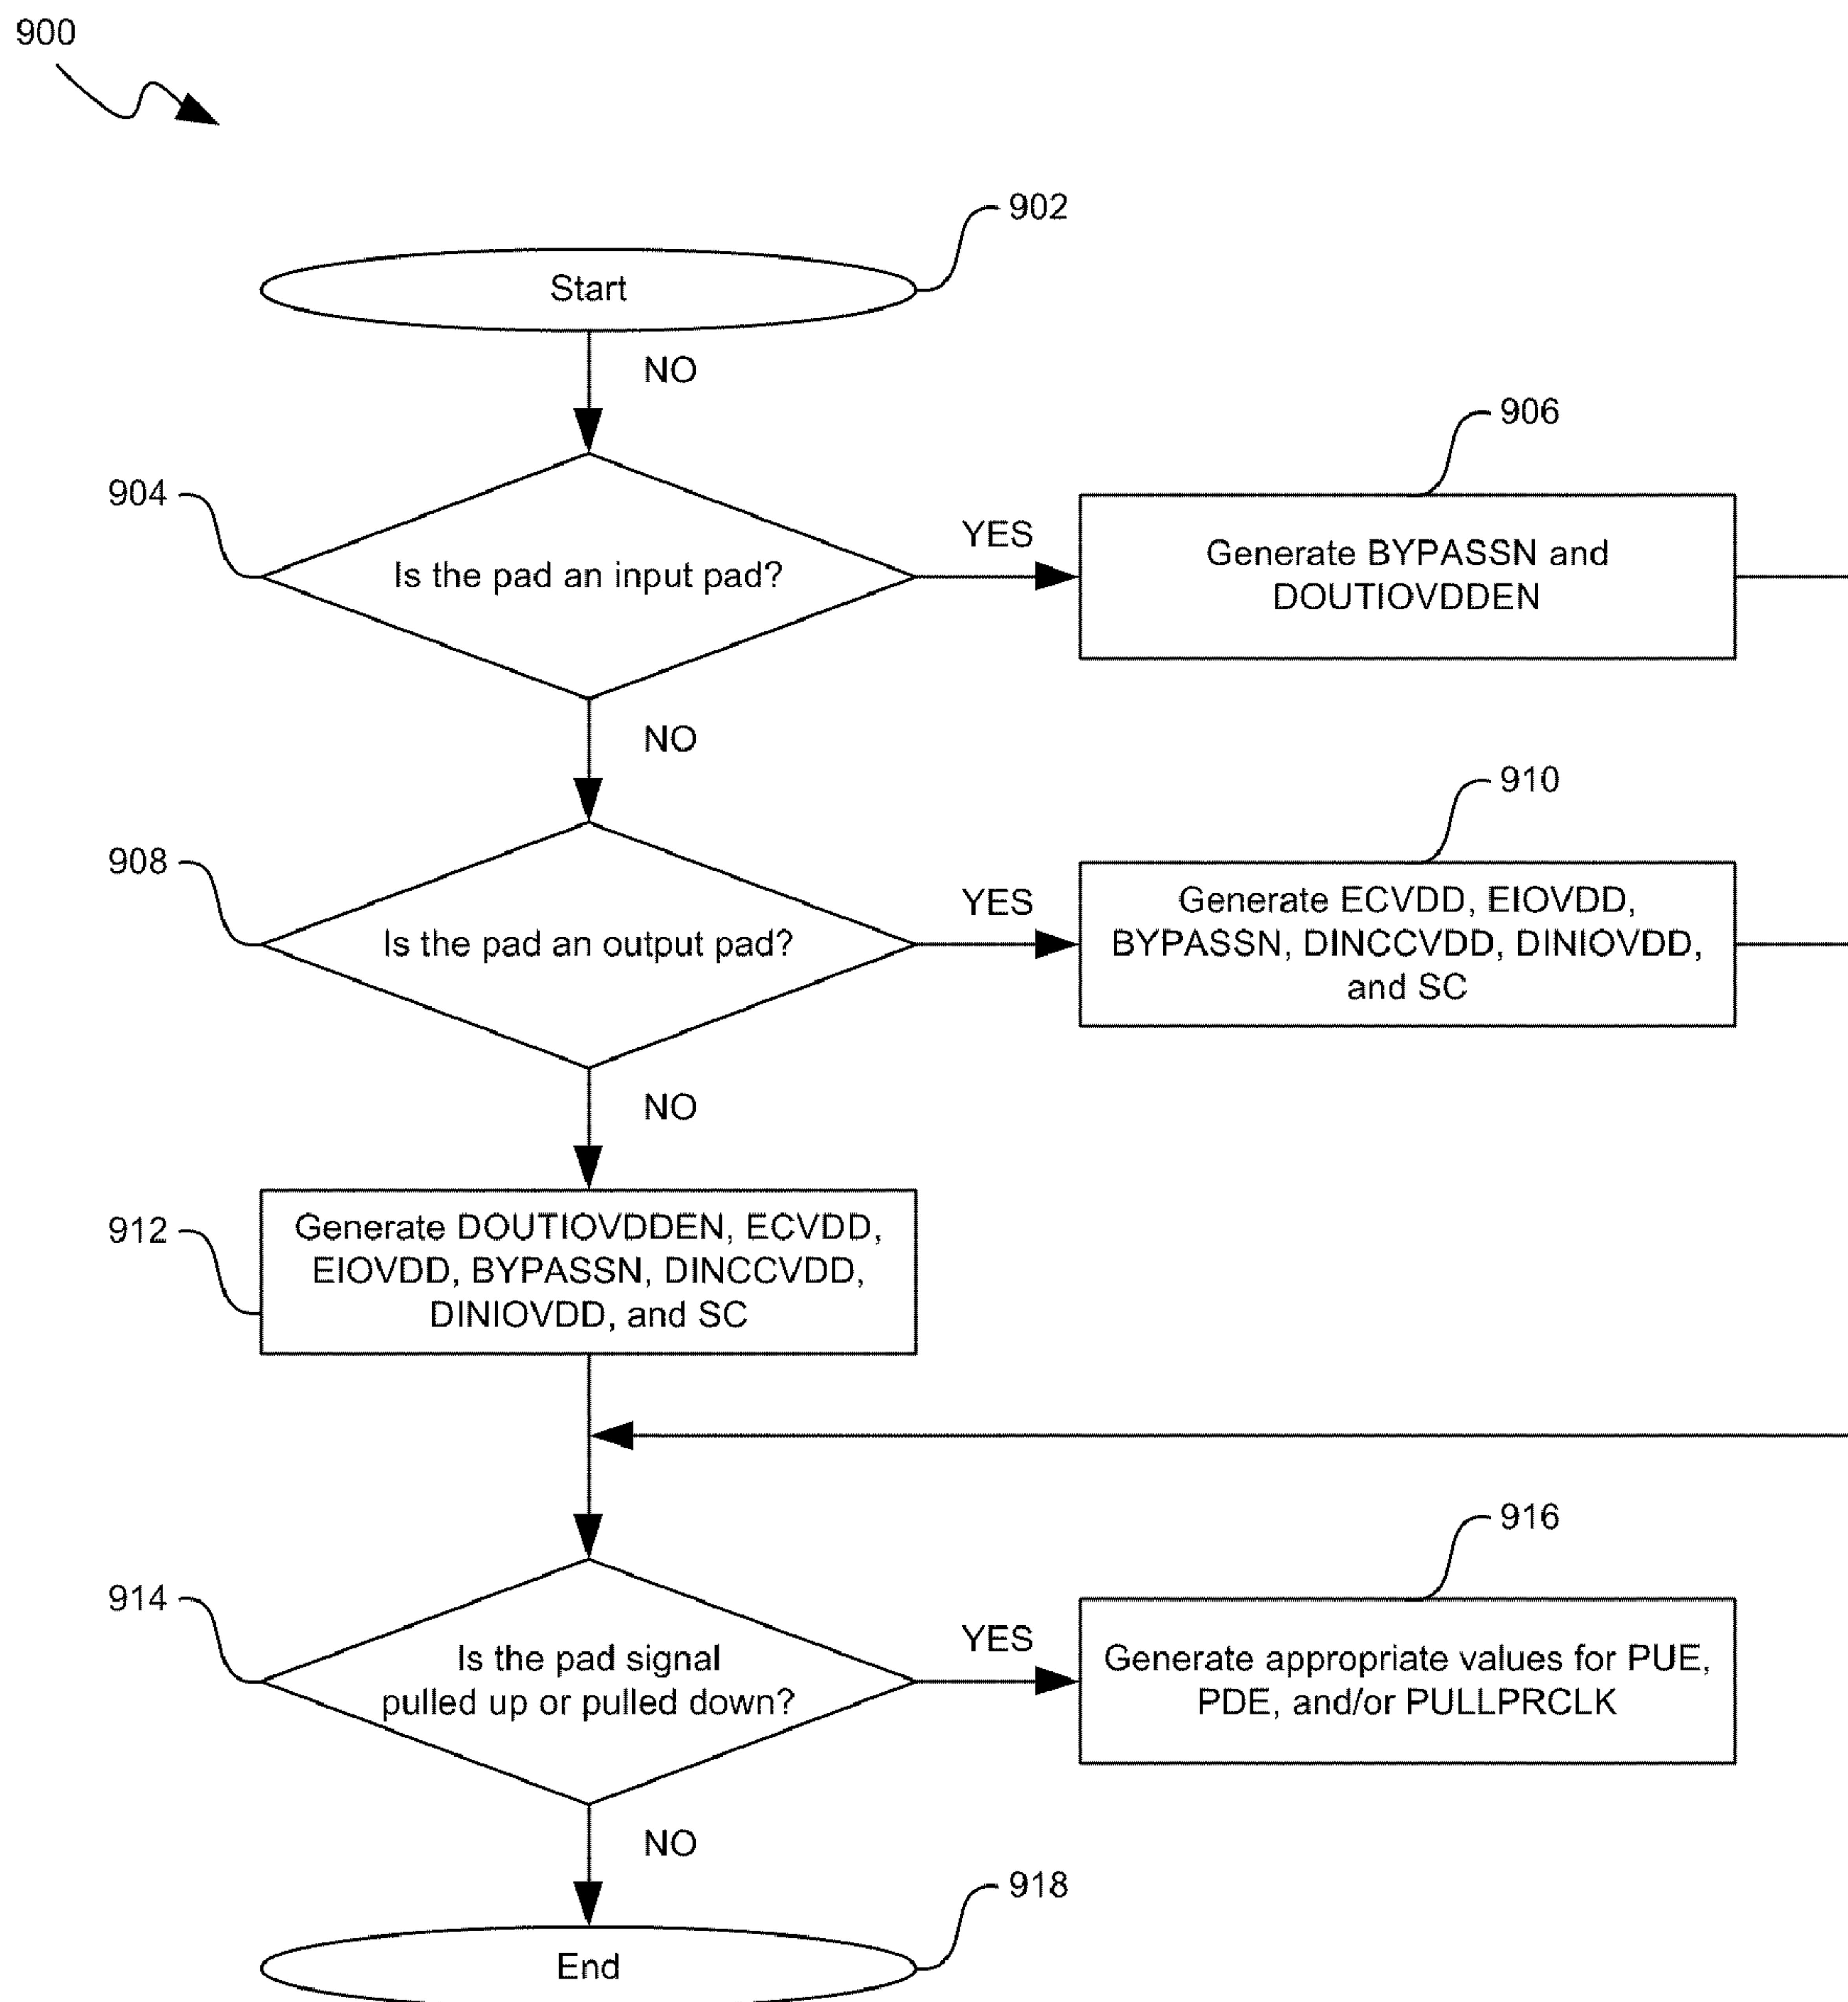 900
902
Start
NO
906
904
YES
Is the pad an input pad?
Generate BYPASSN and
DOUTIOVDDEN
NO
910
908
YES
Is the pad an output pad?
Generate ECVDD, EIOVDD,
BYPASSN, DINCCVDD, DINIOVDD,
and SC
NO
912
Generate DOUTIOVDDEN, ECVDD,
EIOVDD, BYPASSN, DINCCVDD,
DINIOVDD, and SC
916
914
YES
Is the pad signal
pulled up or pulled down?
Generate appropriate values for PUE,
PDE, and/or PULLPRCLK
NO
918
End